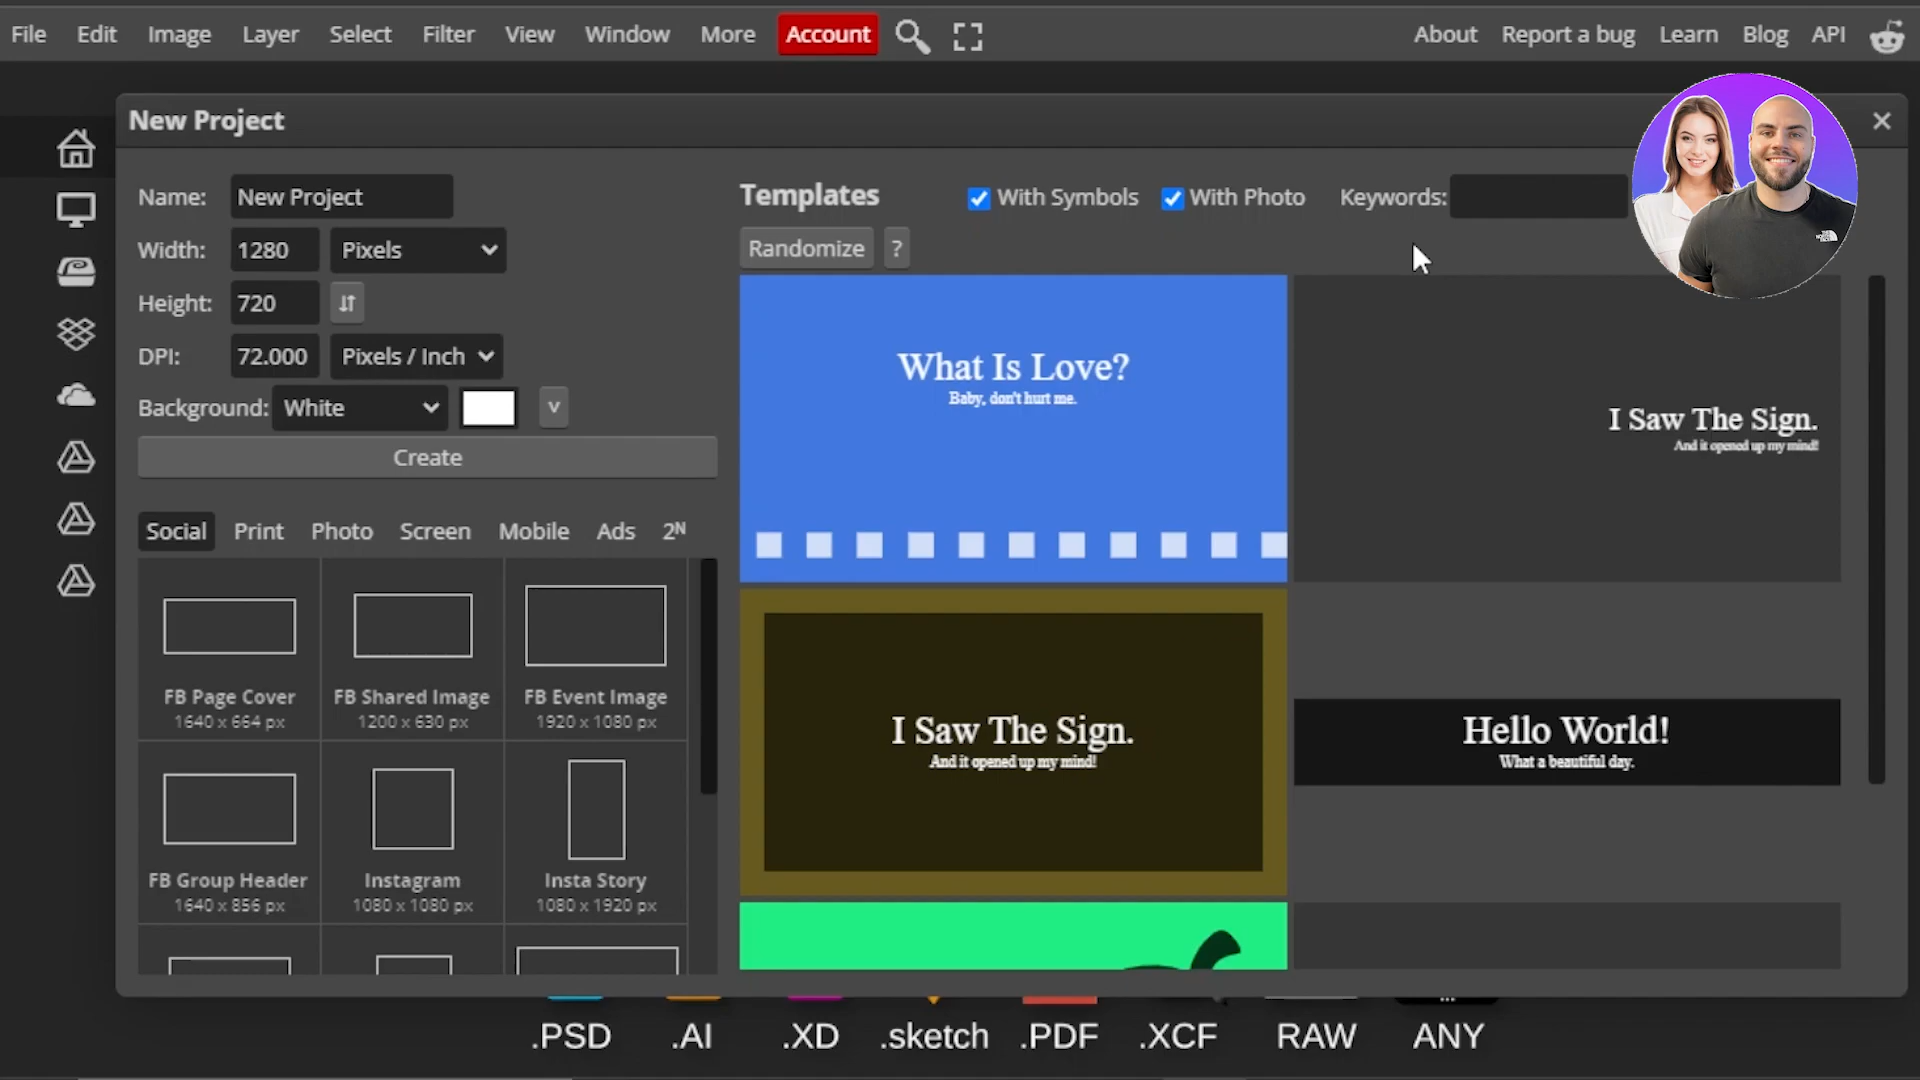 File Edit Image Layer Select Filter View Window More Account About Report a bug Learn Blog API
New Project
Name: New Project
Width: 1280 Pixels
Height: 720
DPI: 72.000 Pixels / Inch
Background: White v
Create
Social Print Photo Screen Mobile Ads 2ᴺ
FB Page Cover
1640 x 664 px
FB Shared Image
1200 x 630 px
FB Event Image
1920 x 1080 px
FB Group Header
1640 x 856 px
Instagram
1080 x 1080 px
Insta Story
1080 x 1920 px
Templates With Symbols With Photo Keywords:
Randomize ?
What Is Love?
Baby, don't hurt me.
I Saw The Sign.
And it opened up my mind!
I Saw The Sign.
And it opened up my mind!
Hello World!
What a beautiful day.
.PSD .AI .XD .sketch .PDF .XCF RAW ANY